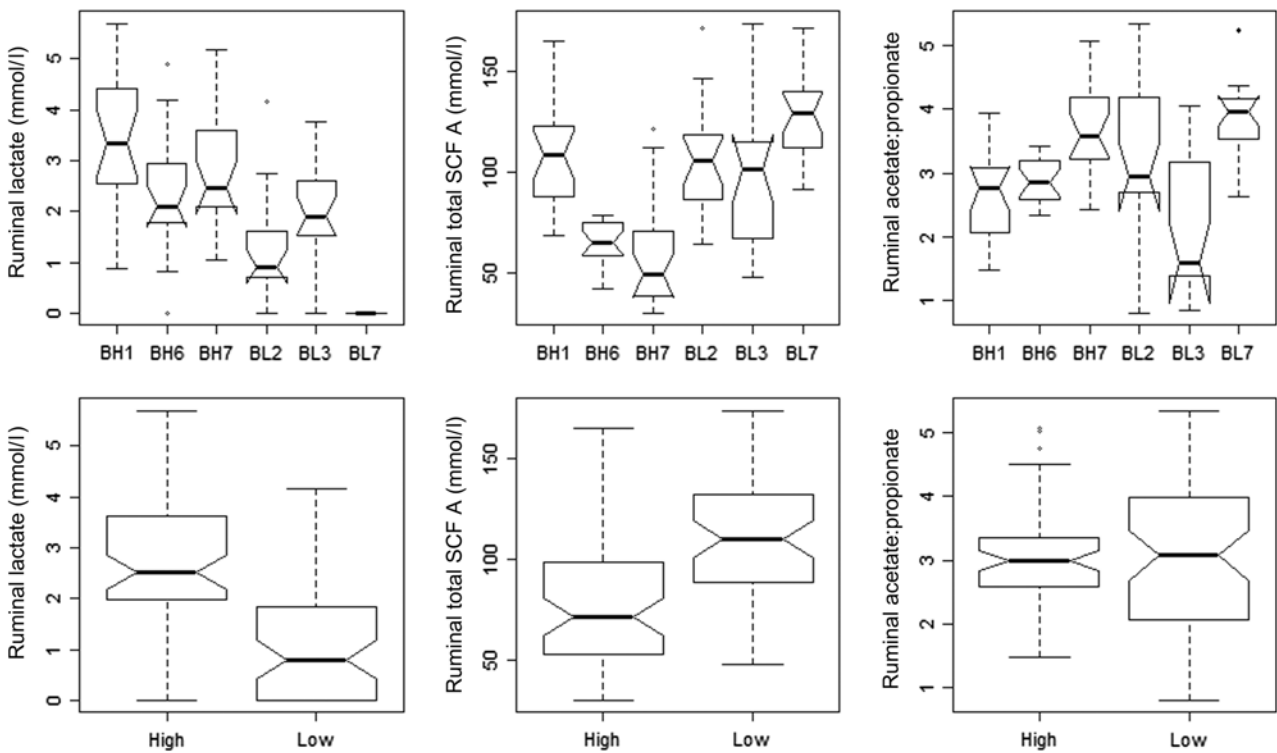 Ruminal lactate (mmol/l)
0 1 2 3 4 5
BH1 BH6 BH7 BL2 BL3 BL7
Ruminal total SCF A (mmol/l)
50 100 150
BH1 BH6 BH7 BL2 BL3 BL7
Ruminal acetate:propionate
1 2 3 4 5
BH1 BH6 BH7 BL2 BL3 BL7
Ruminal lactate (mmol/l)
0 1 2 3 4 5
High Low
Ruminal total SCF A (mmol/l)
50 100 150
High Low
Ruminal acetate:propionate
1 2 3 4 5
High Low